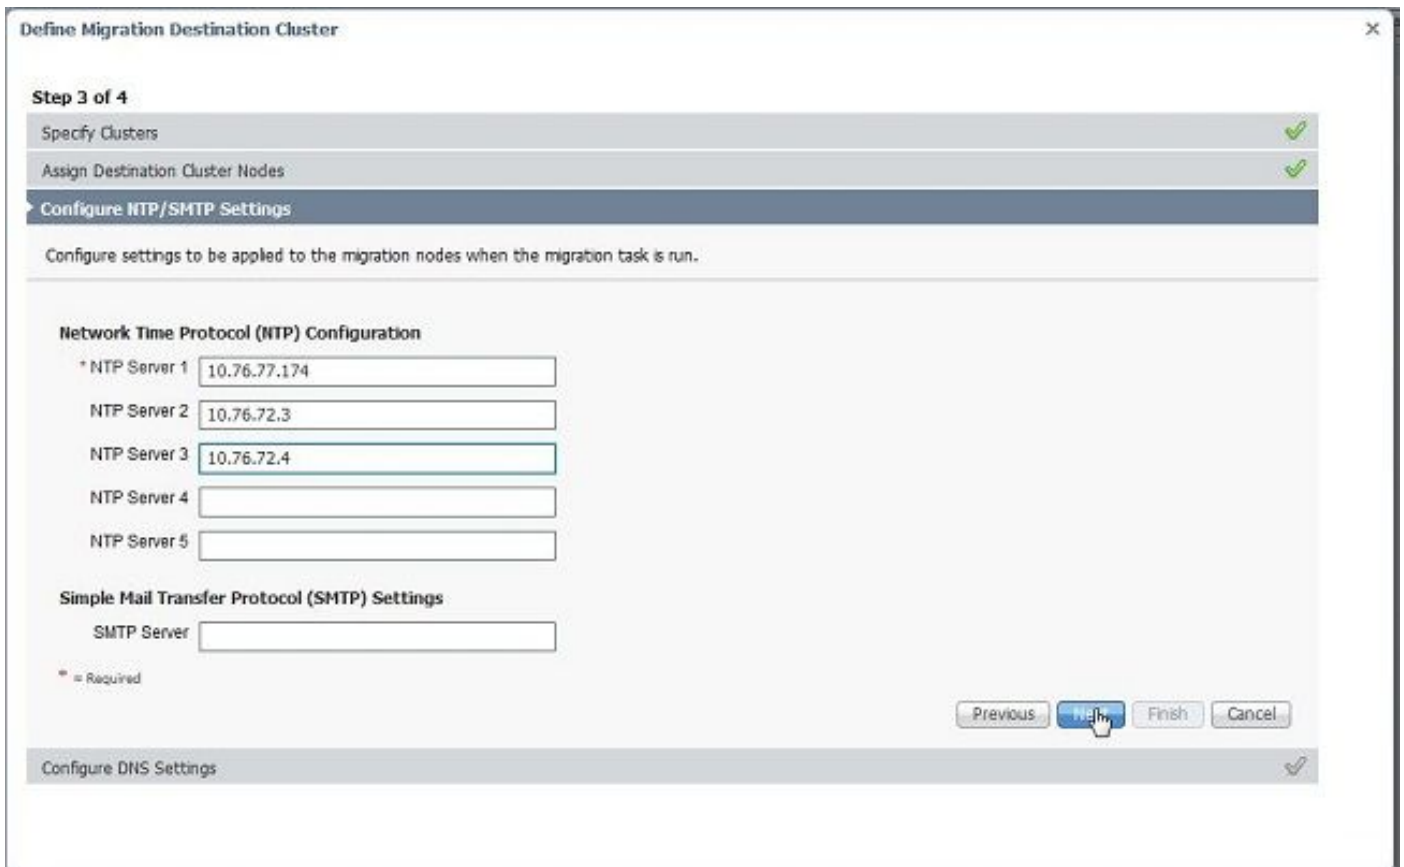 Define Migration Destination Cluster
Step 3 of 4
Specify Clusters
Assign Destination Cluster Nodes
Configure NTP/SMTP Settings
Configure settings to be applied to the migration nodes when the migration task is run.
Network Time Protocol (NTP) Configuration
* NTP Server 1 10.76.77.174
NTP Server 2 10.76.72.3
NTP Server 3 10.76.72.4
NTP Server 4
NTP Server 5
Simple Mail Transfer Protocol (SMTP) Settings
SMTP Server
* = Required
Previous Finish Cancel
Configure DNS Settings